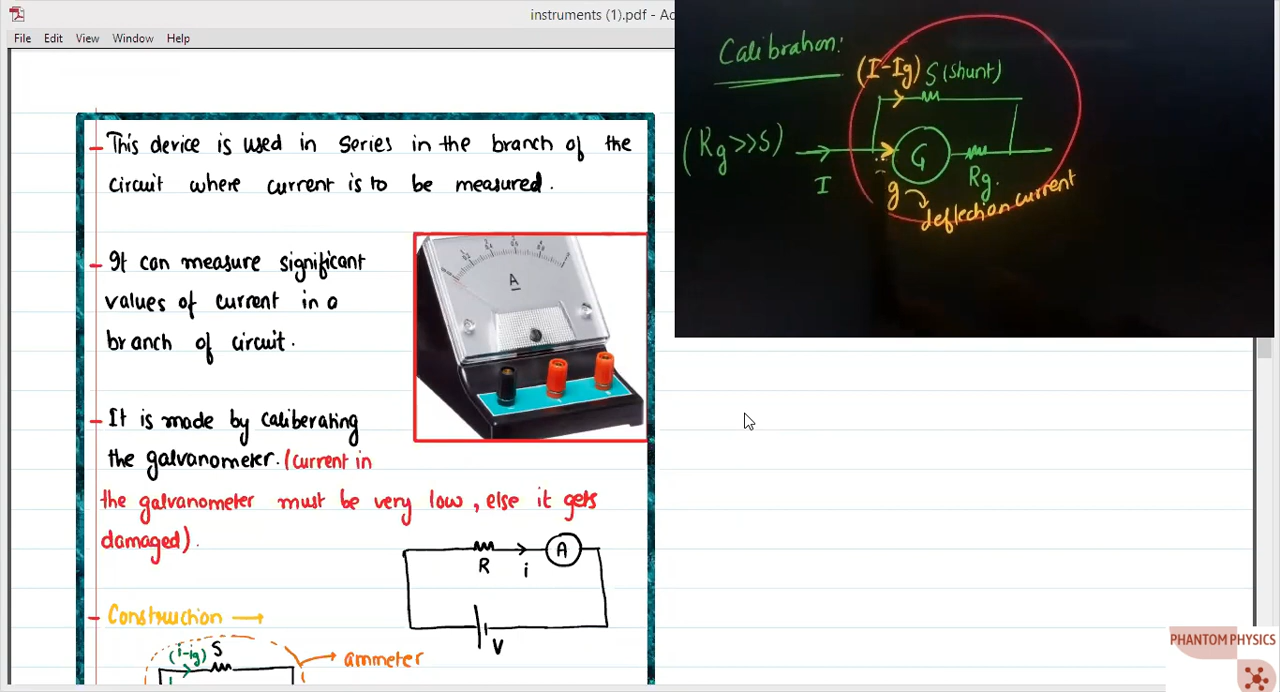 instruments (1).pdf - Ad
File Edit View Window Help
This device is used in series in the branch of the
circuit where current is to be measured.
It can measure significant
values of current in a
branch of circuit.
A
It is made by caliberating
the galvanometer. (current in
the galvanometer must be very low, else it gets
damaged).
R
i
A
V
Construction →
(i-ig) S
ammeter
Calibration:
(I-Ig) S (shunt)
(Rg >> S)
I
G
Rg.
g
deflection current
PHANTOM PHYSICS